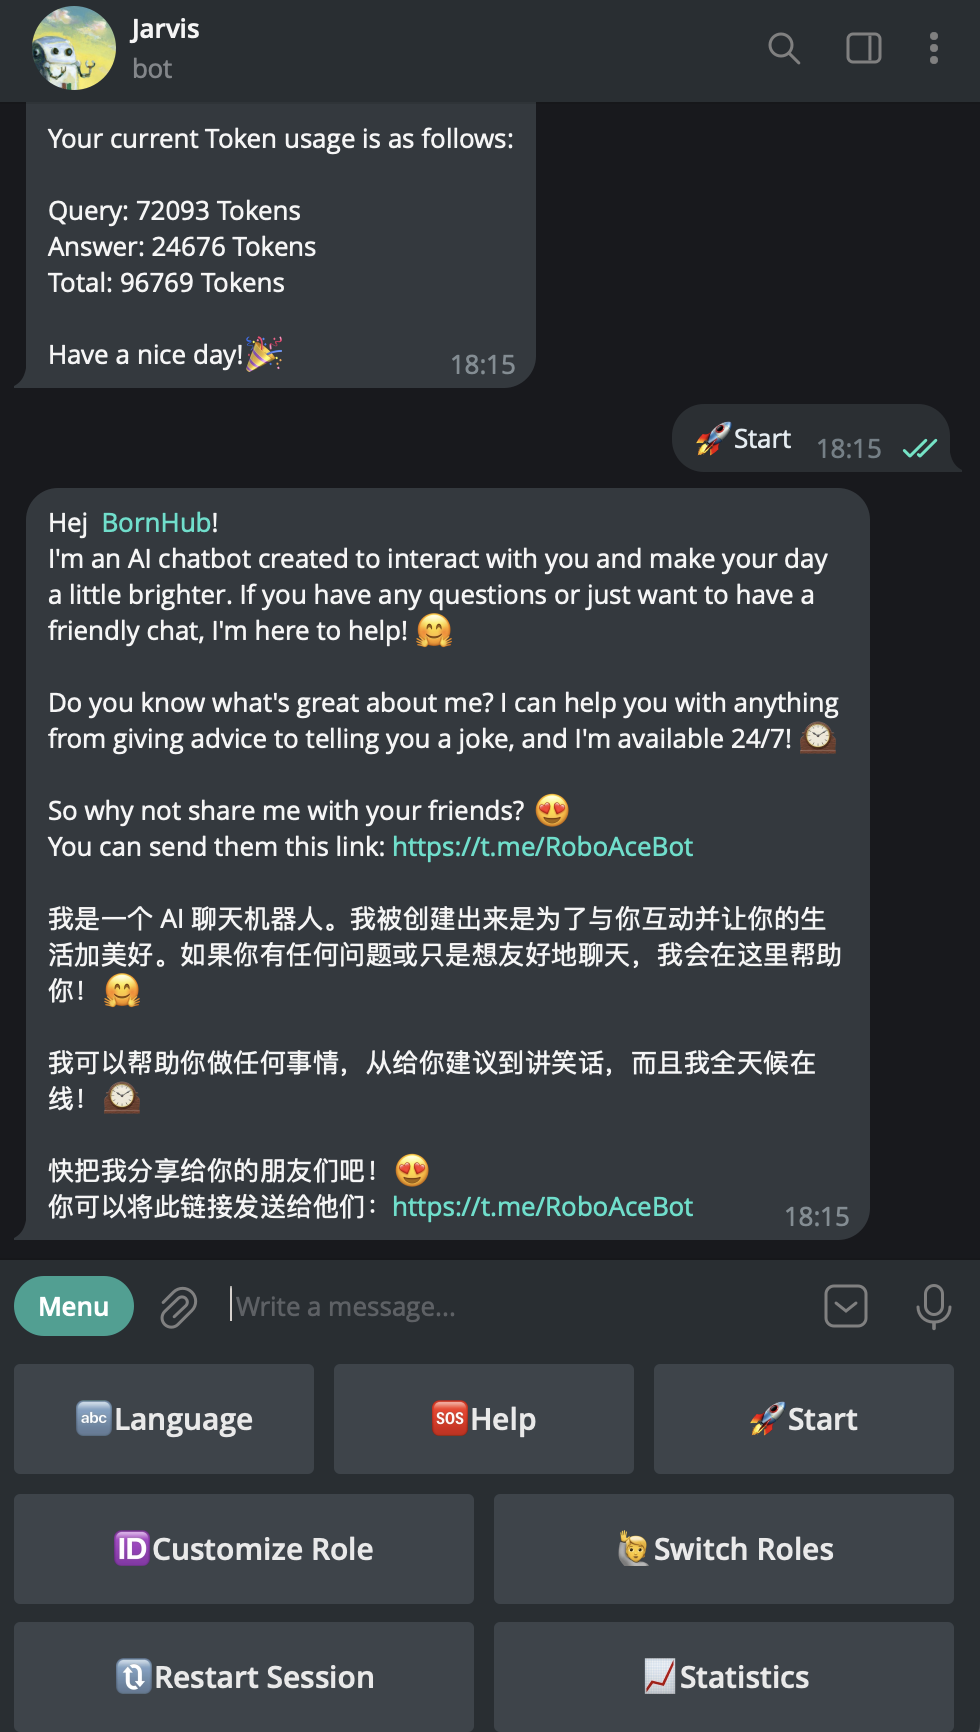 Jarvis
bot
Your current Token usage is as follows:
Query: 72093 Tokens
Answer: 24676 Tokens
Total: 96769 Tokens
Have a nice day!🎉
18:15
🚀Start 18:15
Hej BornHub!
I'm an AI chatbot created to interact with you and make your day
a little brighter. If you have any questions or just want to have a
friendly chat, I'm here to help! 🤗
Do you know what's great about me? I can help you with anything
from giving advice to telling you a joke, and I'm available 24/7! 🕰️
So why not share me with your friends? 😍
You can send them this link: https://t.me/RoboAceBot
我是一个 AI 聊天机器人。我被创建出来是为了与你互动并让你的生
活加美好。如果你有任何问题或只是想友好地聊天，我会在这里帮助
你！ 🤗
我可以帮助你做任何事情，从给你建议到讲笑话，而且我全天候在
线！ 🕰️
快把我分享给你的朋友们吧！ 😍
你可以将此链接发送给他们：https://t.me/RoboAceBot
18:15
Menu
Write a message...
🔤Language
🆘Help
🚀Start
🆔Customize Role
🙋Switch Roles
🔃Restart Session
📈Statistics